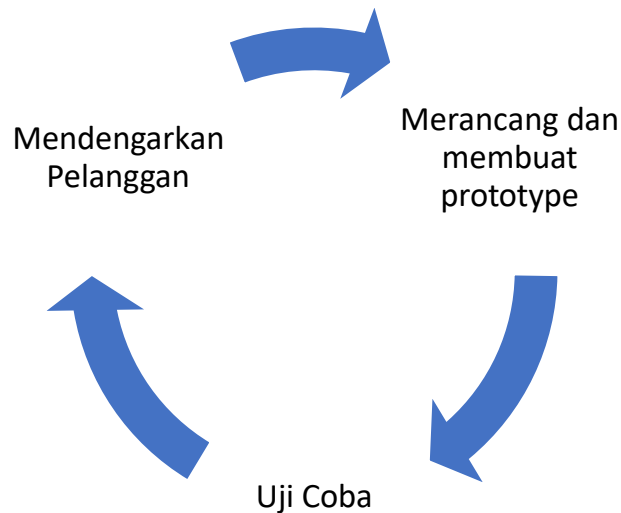 Mendengarkan
Pelanggan
Merancang dan
membuat
prototype
Uji Coba